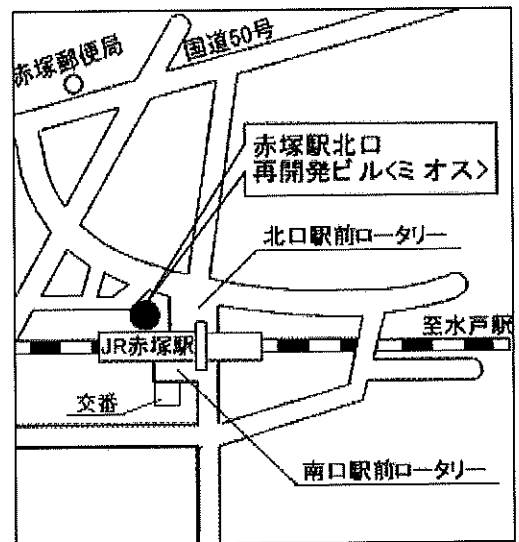 国道50号
赤塚郵便局
赤塚駅北口
再開発ビル<ミオス>
北口駅前ロータリー
至水戸駅
JR赤塚駅
交番
南口駅前ロータリー